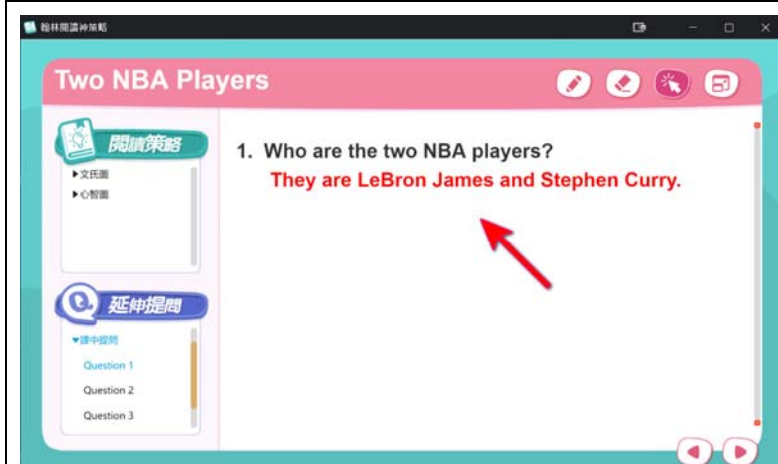 翰林閱讀神策略
Two NBA Players
閱讀策略
▶文氏圖
▶心智圖
1. Who are the two NBA players?
They are LeBron James and Stephen Curry.
Q
延伸提問
▼課中提問
Question 1
Question 2
Question 3